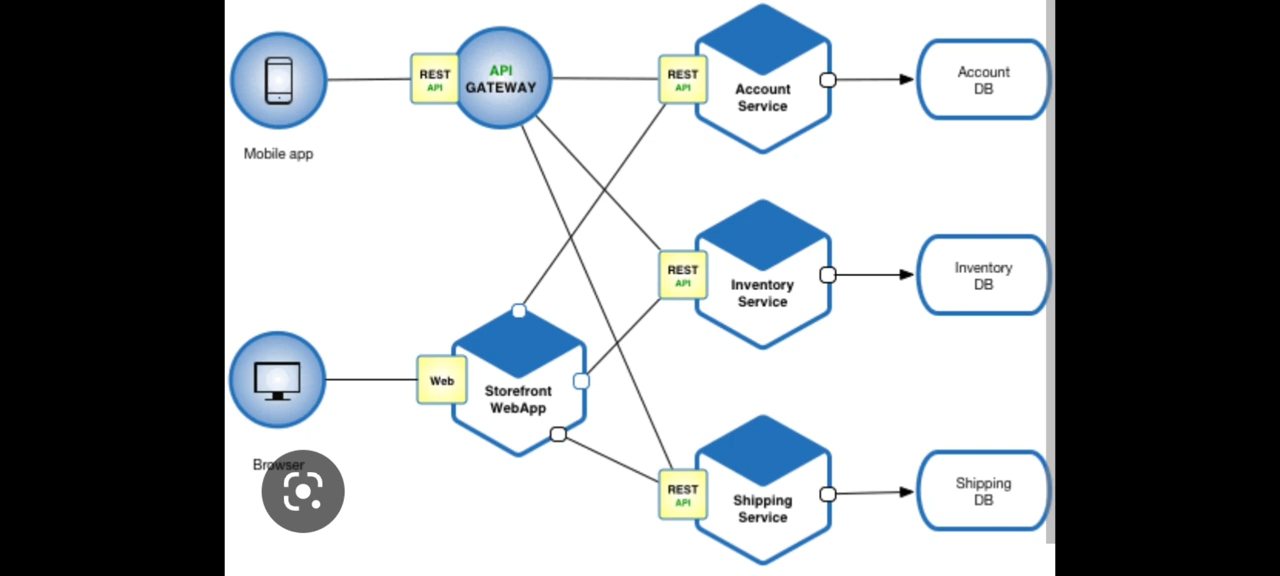 REST
API
API
GATEWAY
REST
API
Account
Service
Account
DB
Mobile app
REST
API
Inventory
Service
Inventory
DB
Web
Storefront
WebApp
Browser
REST
API
Shipping
Service
Shipping
DB